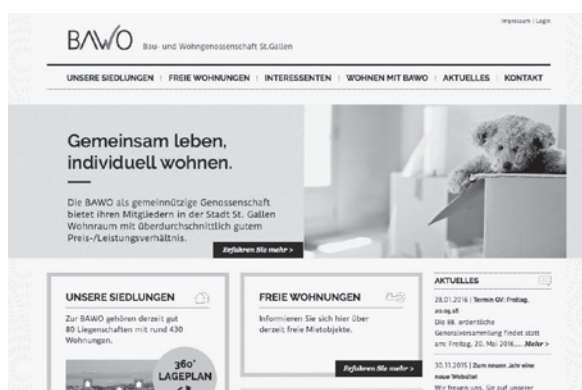 Impressum | Login
BAWO Bau- und Wohngenossenschaft St.Gallen
UNSERE SIEDLUNGEN | FREIE WOHNUNGEN | INTERESSENTEN | WOHNEN MIT BAWO | AKTUELLES | KONTAKT
Gemeinsam leben,
individuell wohnen.
Die BAWO als gemeinnützige Genossenschaft
bietet ihren Mitgliedern in der Stadt St. Gallen
Wohnraum mit überdurchschnittlich gutem
Preis-/Leistungsverhältnis.
Erfahren Sie mehr >
UNSERE SIEDLUNGEN
Zur BAWO gehören derzeit gut
80 Liegenschaften mit rund 430
Wohnungen.
360°
LAGEPLAN
FREIE WOHNUNGEN
Informieren Sie sich hier über
derzeit freie Mietobjekte.
Erfahren Sie mehr >
AKTUELLES
28.01.2016 | Termin GV: Freitag,
Die 88. ordentliche
Generalversammlung findet statt
am: Freitag, 20. Mai 2016.... Mehr >
30.11.2015 | Zum neuen Jahr eine
neue Website!
Wir freuen uns, Sie auf unserer